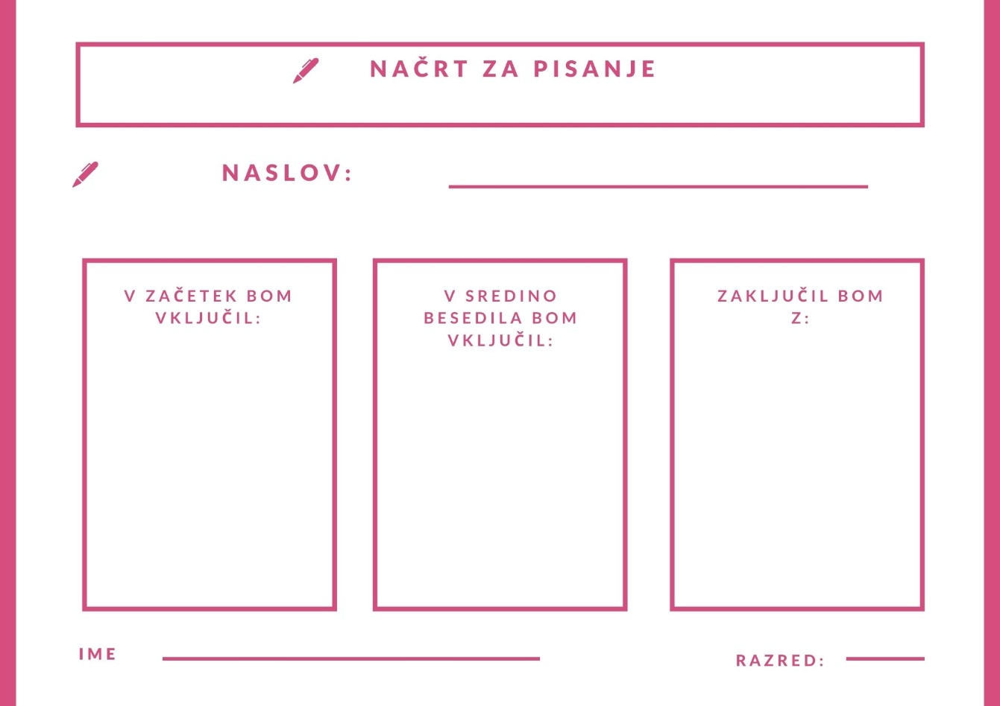 NAČRT ZA PISANJE
NASLOV:
V ZAČETEK BOM
VKLJUČIL:
V SREDINO
BESEDILA BOM
VKLJUČIL:
ZAKLJUČIL BOM
Z:
IME
RAZRED: